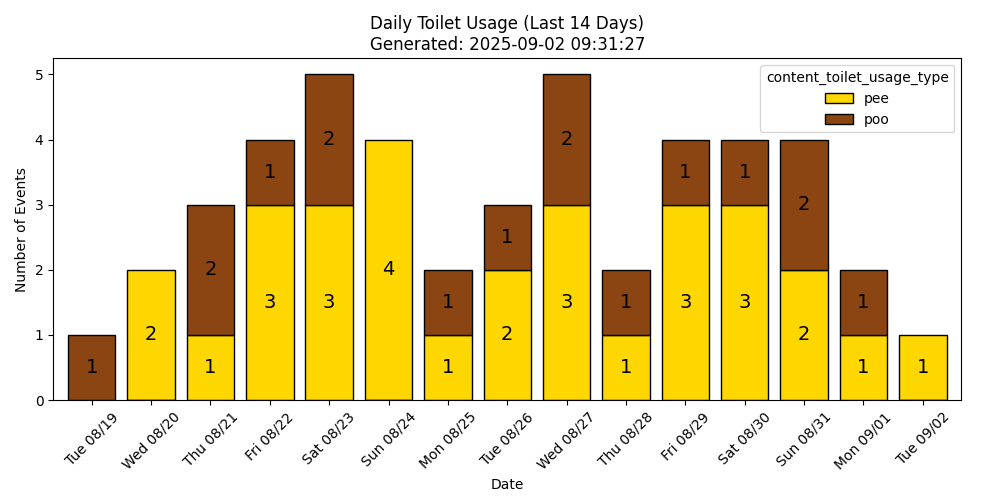 Daily Toilet Usage (Last 14 Days)
Generated: 2025-09-02 09:31:27
content_toilet_usage_type
pee
poo
Number of Events
5
4
3
2
1
0
1
2
1
2
3
1
3
2
4
1
1
2
1
3
2
1
1
3
1
3
1
2
2
1
1
1
Tue 08/19
Wed 08/20
Thu 08/21
Fri 08/22
Sat 08/23
Sun 08/24
Mon 08/25
Tue 08/26
Wed 08/27
Thu 08/28
Fri 08/29
Sat 08/30
Sun 08/31
Mon 09/01
Tue 09/02
Date